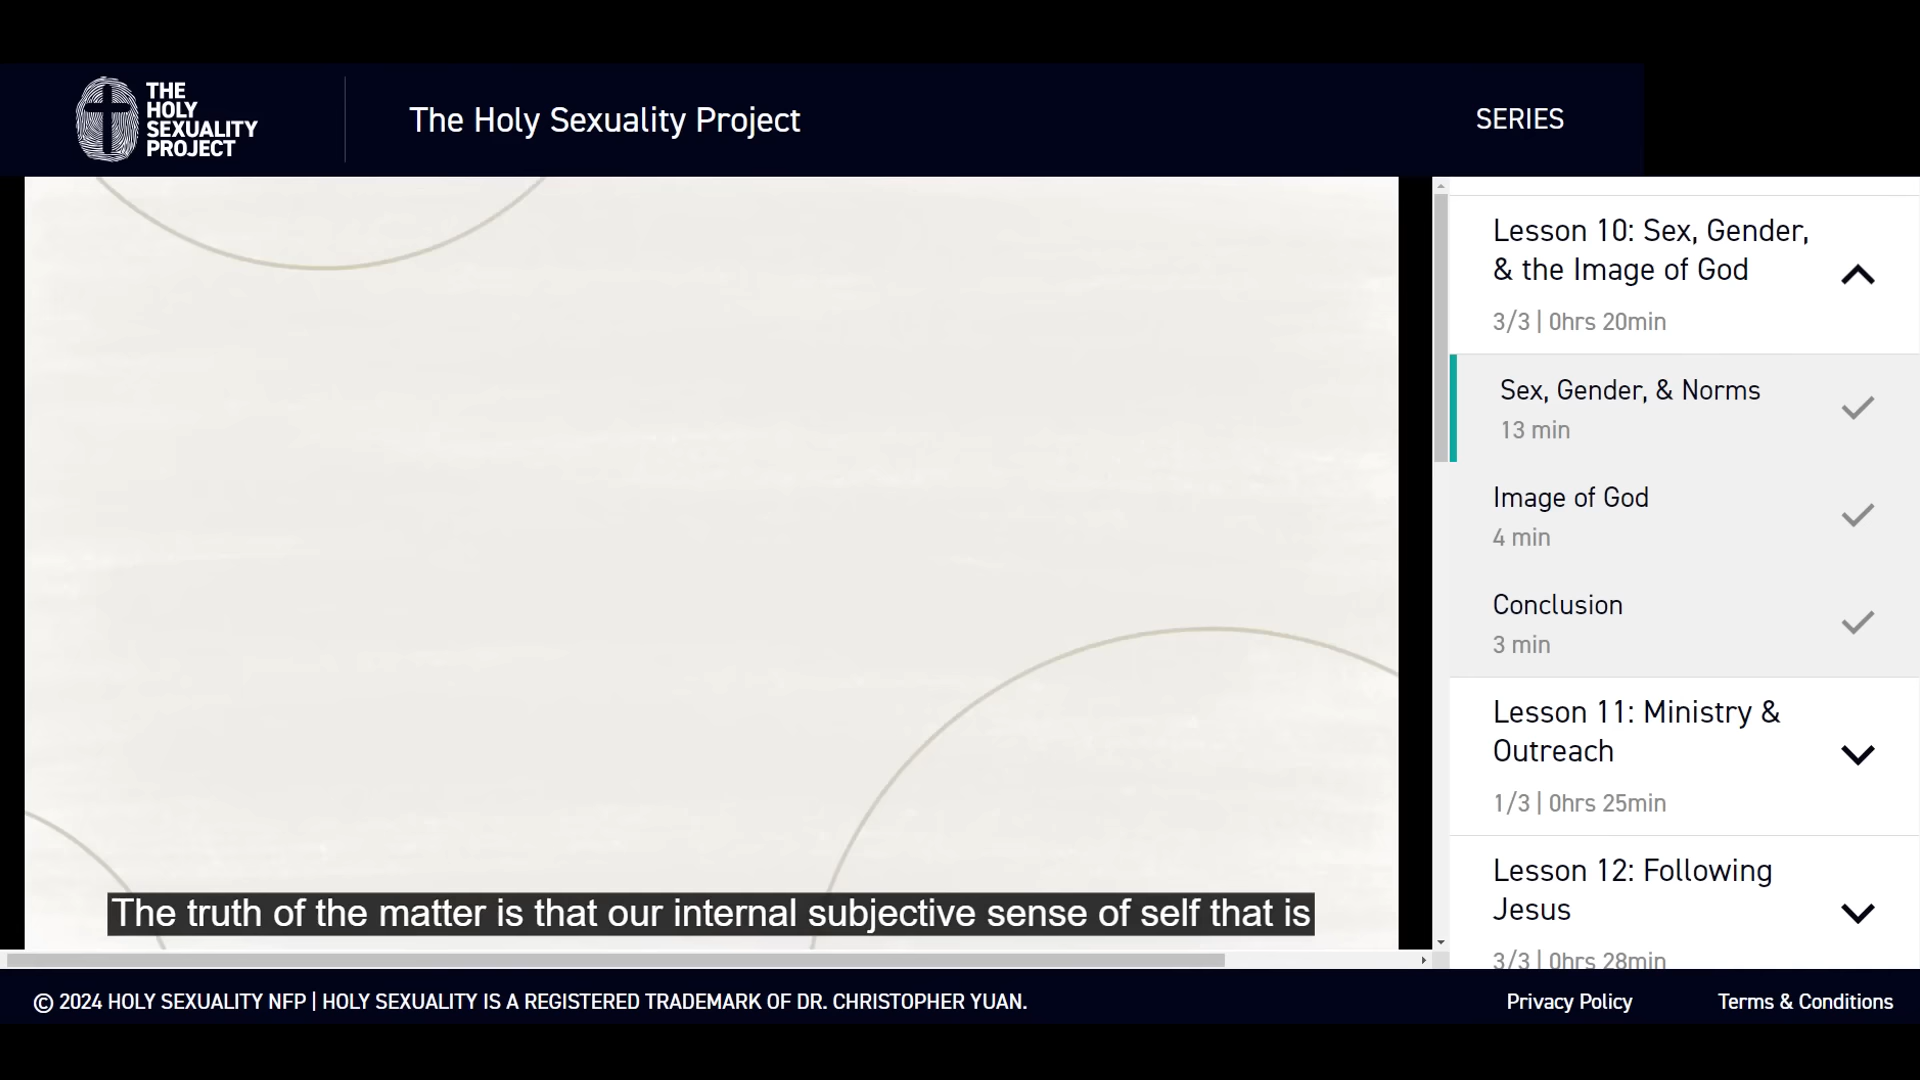 THE
HOLY
SEXUALITY
PROJECT
The Holy Sexuality Project
SERIES
Lesson 10: Sex, Gender,
& the Image of God
3/3 | 0hrs 20min
Sex, Gender, & Norms
13 min
Image of God
4 min
Conclusion
3 min
Lesson 11: Ministry &
Outreach
1/3 | 0hrs 25min
Lesson 12: Following
Jesus
3/3 | 0hrs 28min
The truth of the matter is that our internal subjective sense of self that is
© 2024 HOLY SEXUALITY NFP | HOLY SEXUALITY IS A REGISTERED TRADEMARK OF DR. CHRISTOPHER YUAN.
Privacy Policy
Terms & Conditions